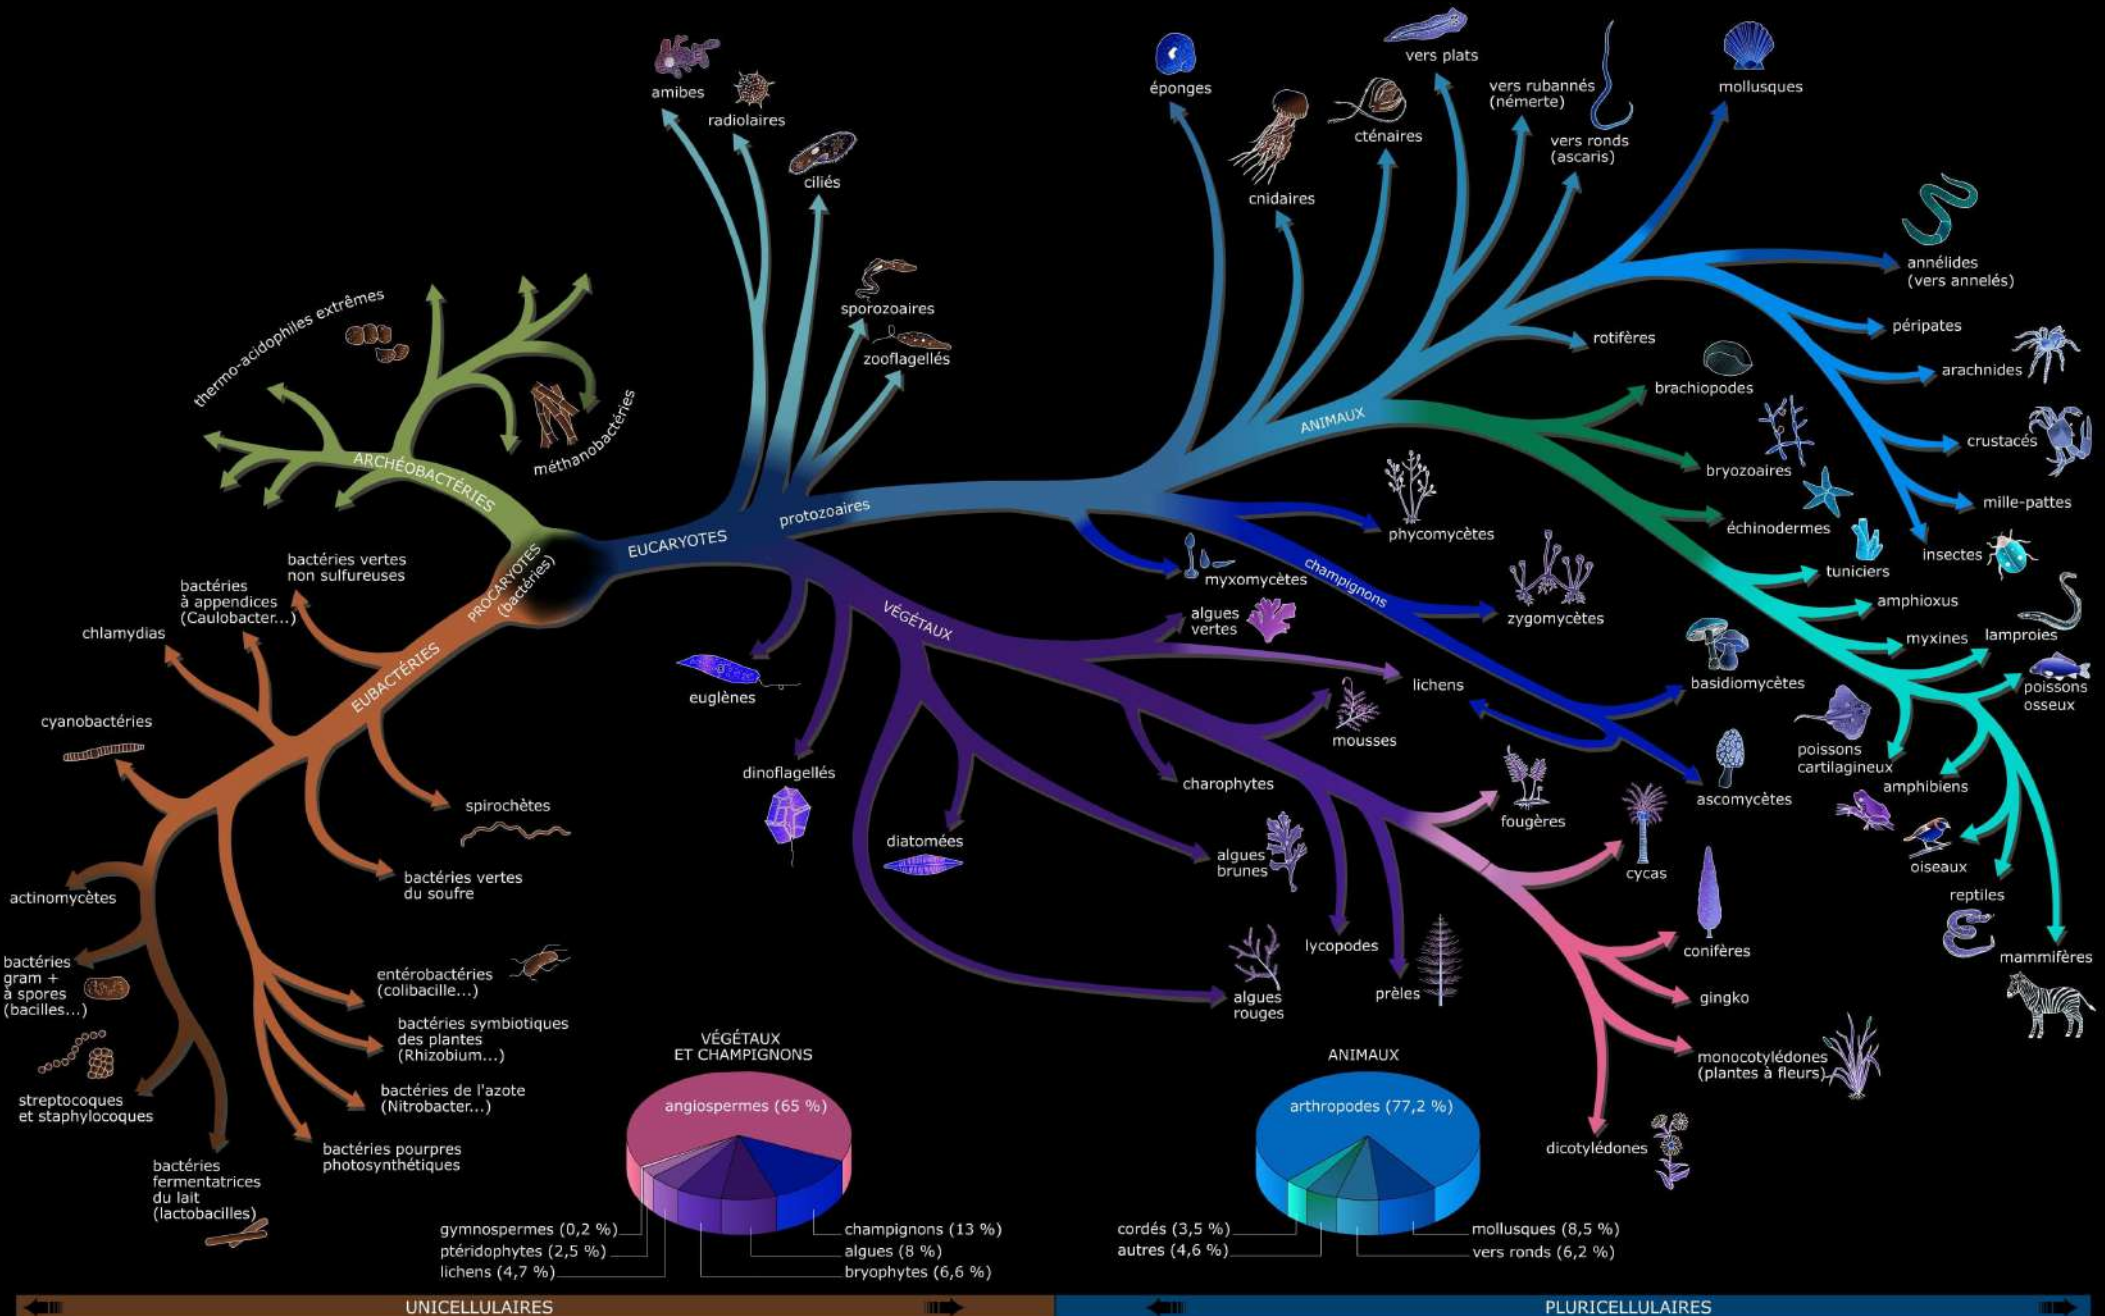 amibes
radiolaires
ciliés
sporozoaires
zooflagellés
éponges
cnidaires
cténaires
vers plats
vers rubannés
(némerte)
vers ronds
(ascaris)
mollusques
annélides
(vers annelés)
péripates
arachnides
crustacés
mille-pattes
insectes
rotifères
brachiopodes
bryozoaires
échinodermes
tuniciers
amphioxus
myxines
lamproies
poissons
osseux
poissons
cartilagineux
amphibiens
oiseaux
reptiles
mammifères
thermo-acidophiles extrêmes
méthanobactéries
ARCHÉOBACTÉRIES
PROCARYOTES
(bactéries)
EUCARYOTES
protozoaires
ANIMAUX
champignons
VÉGÉTAUX
EUBACTÉRIES
phycomycètes
myxomycètes
zygomycètes
basidiomycètes
ascomycètes
algues
vertes
lichens
mousses
charophytes
fougères
cycas
conifères
gingko
monocotylédones
(plantes à fleurs)
dicotylédones
lycopodes
prèles
algues
brunes
algues
rouges
euglènes
dinoflagellés
diatomées
bactéries vertes
non sulfureuses
bactéries
à appendices
(Caulobacter...)
chlamydias
cyanobactéries
actinomycètes
bactéries
gram +
à spores
(bacilles...)
streptocoques
et staphylocoques
bactéries
fermentatrices
du lait
(lactobacilles)
spirochètes
bactéries vertes
du soufre
entérobactéries
(colibacille...)
bactéries symbiotiques
des plantes
(Rhizobium...)
bactéries de l'azote
(Nitrobacter...)
bactéries pourpres
photosynthétiques
VÉGÉTAUX
ET CHAMPIGNONS
angiospermes (65 %)
gymnospermes (0,2 %)
ptéridophytes (2,5 %)
lichens (4,7 %)
champignons (13 %)
algues (8 %)
bryophytes (6,6 %)
ANIMAUX
arthropodes (77,2 %)
cordés (3,5 %)
autres (4,6 %)
mollusques (8,5 %)
vers ronds (6,2 %)
UNICELLULAIRES
PLURICELLULAIRES